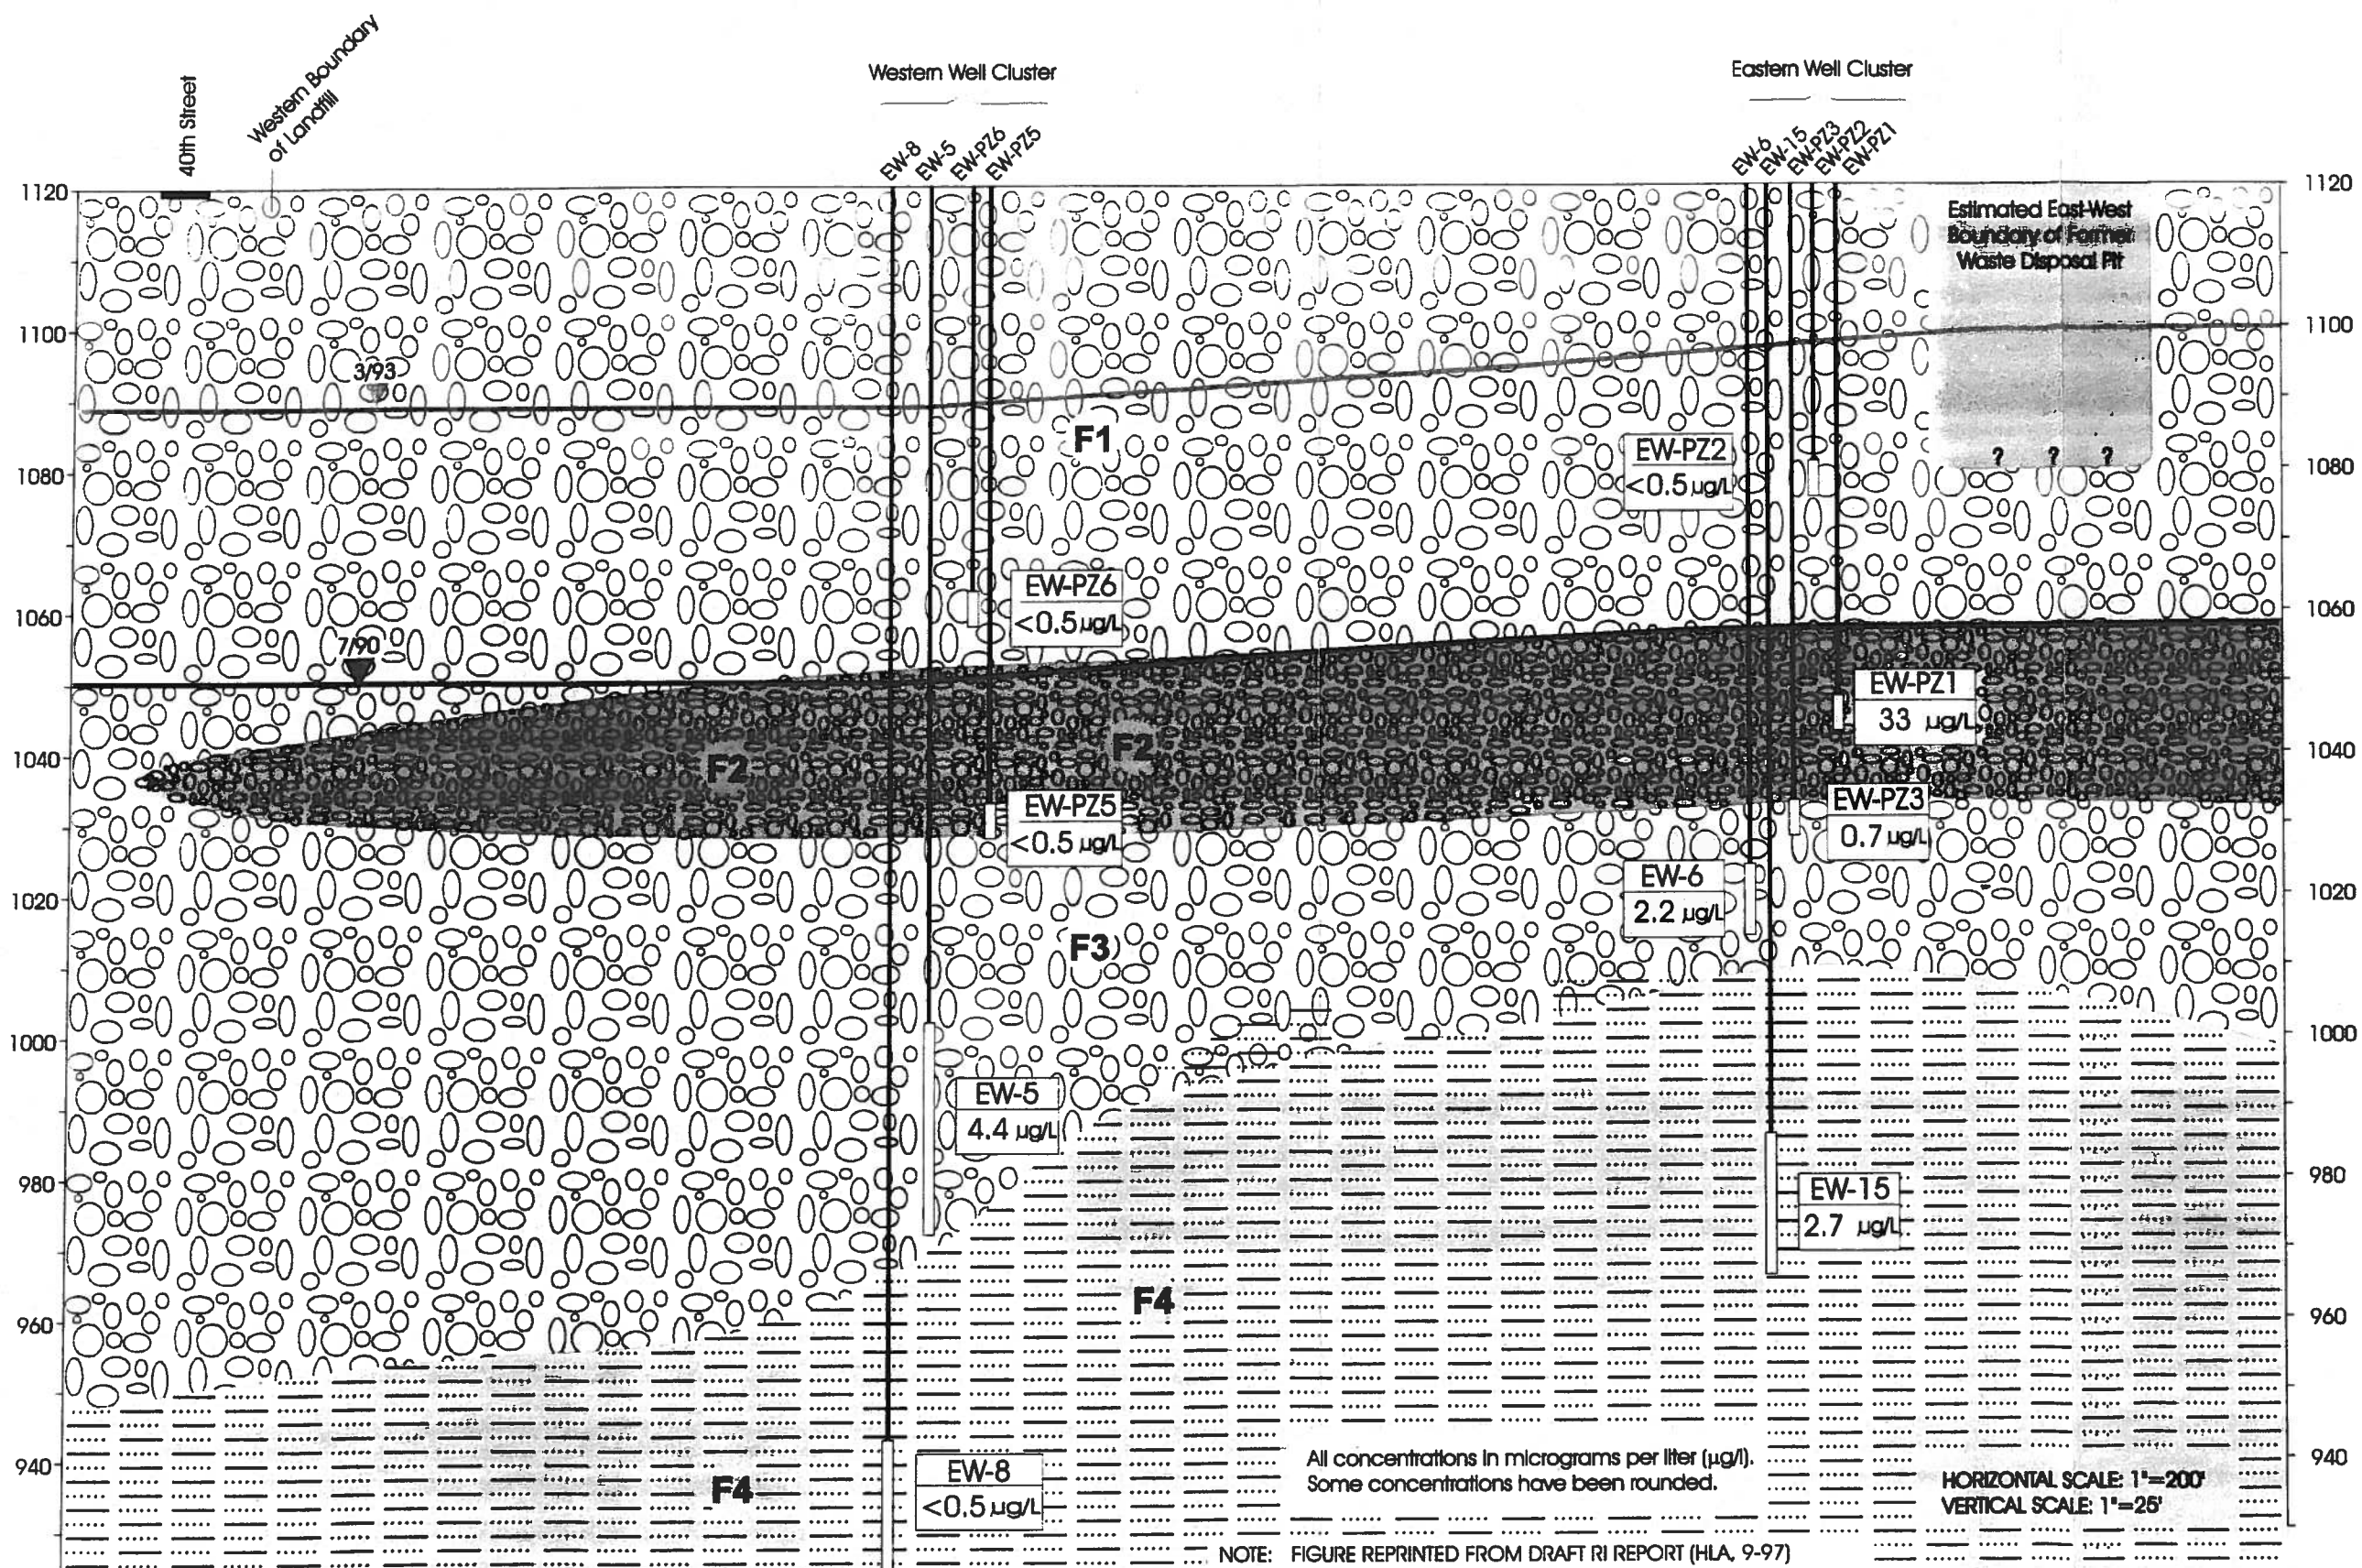 40th Street
Western Boundary
of Landfill
Western Well Cluster
Eastern Well Cluster
EW-8
EW-5
EW-PZ6
EW-PZ5
EW-6
EW-15
EW-PZ3
EW-PZ2
EW-PZ1
1120
1120
Estimated East-West
Boundary of Former
Waste Disposal Pit
1100
1100
3/93
F1
EW-PZ2
<0.5 µg/L
? ? ?
1080
1080
EW-PZ6
<0.5 µg/L
1060
1060
7/90
EW-PZ1
33 µg/L
F2
F2
1040
1040
EW-PZ5
<0.5 µg/L
EW-PZ3
0.7 µg/L
EW-6
2.2 µg/L
1020
1020
F3
1000
1000
EW-5
4.4 µg/L
980
980
EW-15
2.7 µg/L
F4
960
960
940
940
F4
EW-8
<0.5 µg/L
All concentrations in micrograms per liter (µg/l).
Some concentrations have been rounded.
HORIZONTAL SCALE: 1"=200'
VERTICAL SCALE: 1"=25'
NOTE: FIGURE REPRINTED FROM DRAFT RI REPORT (HLA, 9-97)